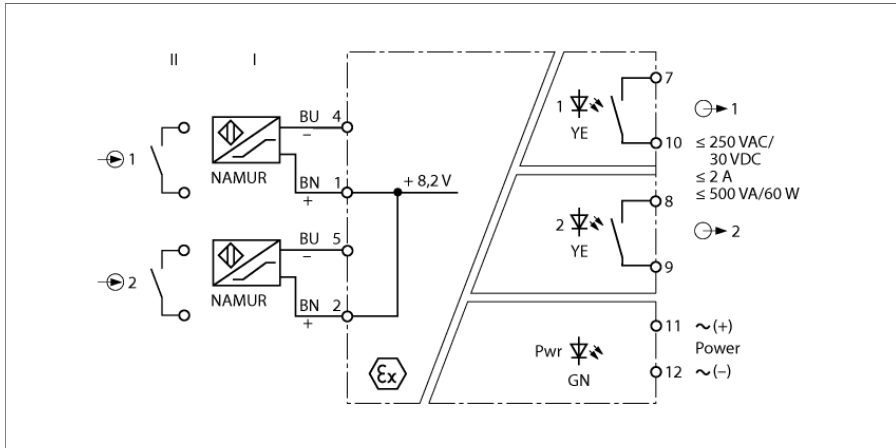 II I
1
BU 4
−
NAMUR
BN 1
+
+ 8,2 V
2
BU 5
−
NAMUR
BN 2
+
Ex
1
YE
7
10
1
≤ 250 VAC/
30 VDC
≤ 2 A
≤ 500 VA/60 W
2
YE
8
9
2
Pwr
GN
11 ~ (+)
Power
12 ~ (−)